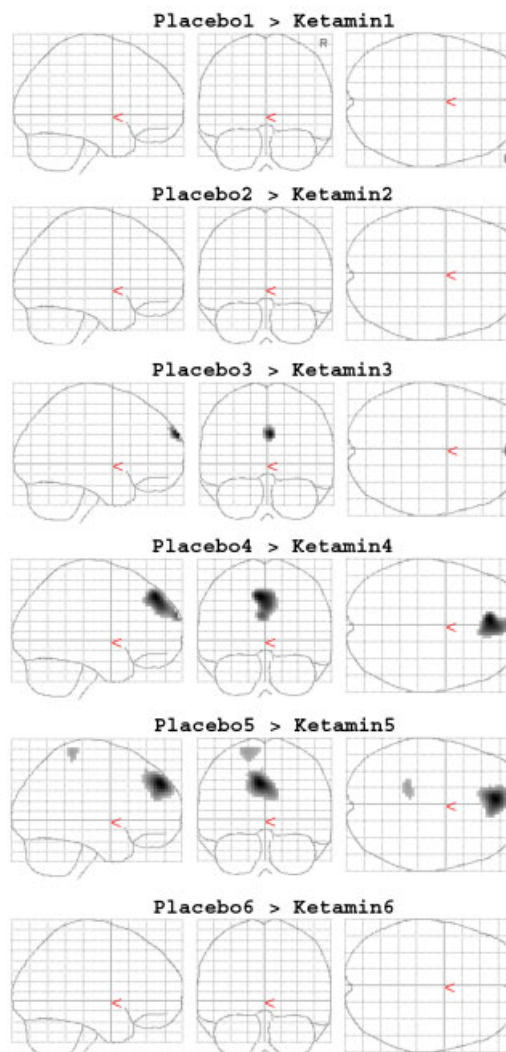 Placebo1 > Ketamin1
R
Placebo2 > Ketamin2
Placebo3 > Ketamin3
Placebo4 > Ketamin4
Placebo5 > Ketamin5
Placebo6 > Ketamin6